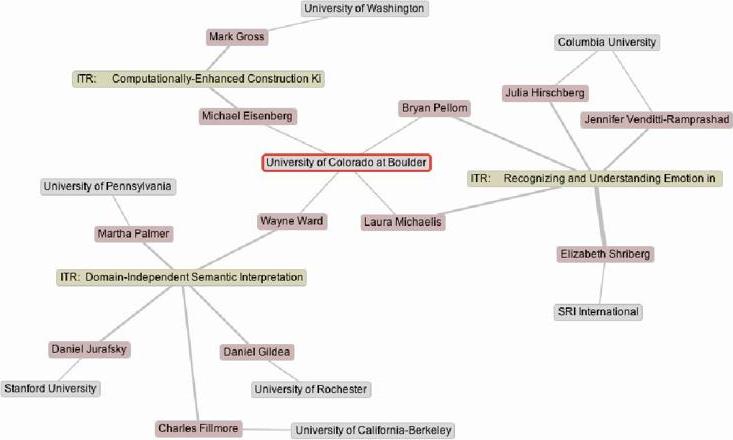 University of Washington
Mark Gross
Columbia University
ITR: Computationally-Enhanced Construction Ki
Julia Hirschberg
Bryan Pellom
Michael Eisenberg
Jennifer Venditti-Ramprashad
University of Colorado at Boulder
ITR: Recognizing and Understanding Emotion in
University of Pennsylvania
Wayne Ward
Laura Michaelis
Martha Palmer
Elizabeth Shriberg
ITR: Domain-Independent Semantic Interpretation
SRI International
Daniel Jurafsky
Daniel Gildea
Stanford University
University of Rochester
Charles Fillmore
University of California-Berkeley